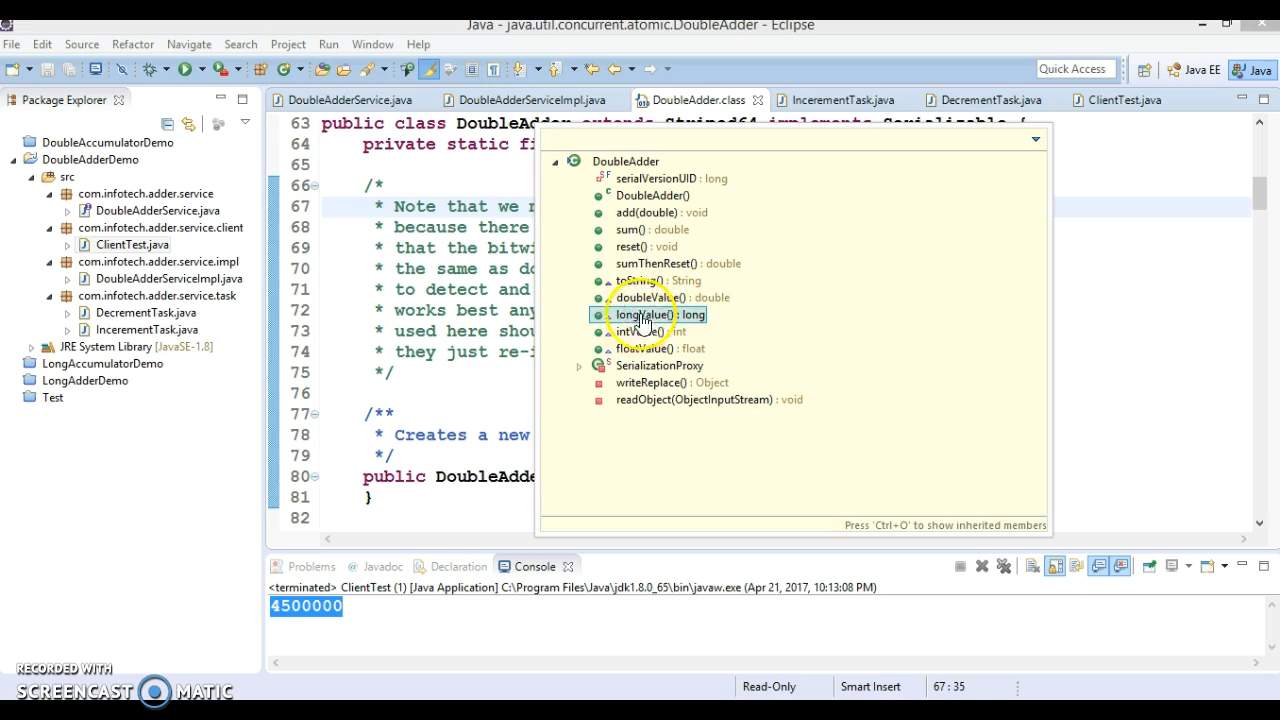 Java - java.util.concurrent.atomic.DoubleAdder - Eclipse
File Edit Source Refactor Navigate Search Project Run Window Help
Quick Access Java EE Java
Package Explorer
DoubleAccumulatorDemo
DoubleAdderDemo
src
com.infotech.adder.service
DoubleAdderService.java
com.infotech.adder.service.client
ClientTest.java
com.infotech.adder.service.impl
DoubleAdderServiceImpl.java
com.infotech.adder.service.task
DecrementTask.java
IncerementTask.java
JRE System Library [JavaSE-1.8]
LongAccumulatorDemo
LongAdderDemo
Test
DoubleAdderService.java DoubleAdderServiceImpl.java DoubleAdder.class IncerementTask.java DecrementTask.java ClientTest.java
63 public class DoubleAdder extends Striped64 implements Serializable {
64 private static fi
65
66 /*
67 * Note that we
68 * because there
69 * that the bitwi
70 * the same as do
71 * to detect and
72 * works best any
73 * used here shou
74 * they just re-i
75 */
76
77 /**
78 * Creates a new
79 */
80 public DoubleAdde
81 }
82
DoubleAdder
serialVersionUID : long
DoubleAdder()
add(double) : void
sum() : double
reset() : void
sumThenReset() : double
toString() : String
doubleValue() : double
longValue() : long
intValue() : int
floatValue() : float
SerializationProxy
writeReplace() : Object
readObject(ObjectInputStream) : void
Press 'Ctrl+O' to show inherited members
Problems @ Javadoc Declaration Console
<terminated> ClientTest (1) [Java Application] C:\Program Files\Java\jdk1.8.0_65\bin\javaw.exe (Apr 21, 2017, 10:13:08 PM)
4500000
Read-Only Smart Insert 67 : 35
RECORDED WITH
SCREENCAST MATIC